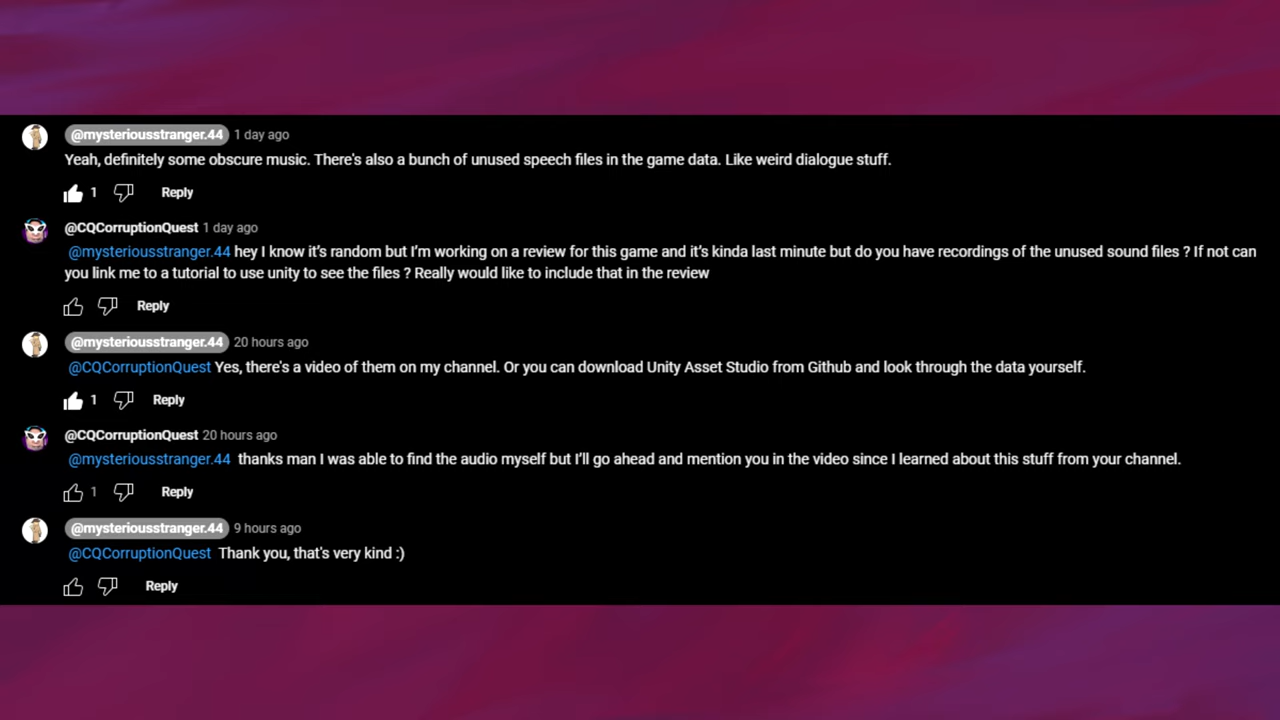 @mysteriousstranger.44 1 day ago
Yeah, definitely some obscure music. There's also a bunch of unused speech files in the game data. Like weird dialogue stuff.
1 Reply
@CQCorruptionQuest 1 day ago
@mysteriousstranger.44 hey I know it's random but I'm working on a review for this game and it's kinda last minute but do you have recordings of the unused sound files ? If not can
you link me to a tutorial to use unity to see the files ? Really would like to include that in the review
Reply
@mysteriousstranger.44 20 hours ago
@CQCorruptionQuest Yes, there's a video of them on my channel. Or you can download Unity Asset Studio from Github and look through the data yourself.
1 Reply
@CQCorruptionQuest 20 hours ago
@mysteriousstranger.44 thanks man I was able to find the audio myself but I'll go ahead and mention you in the video since I learned about this stuff from your channel.
1 Reply
@mysteriousstranger.44 9 hours ago
@CQCorruptionQuest Thank you, that's very kind :)
Reply